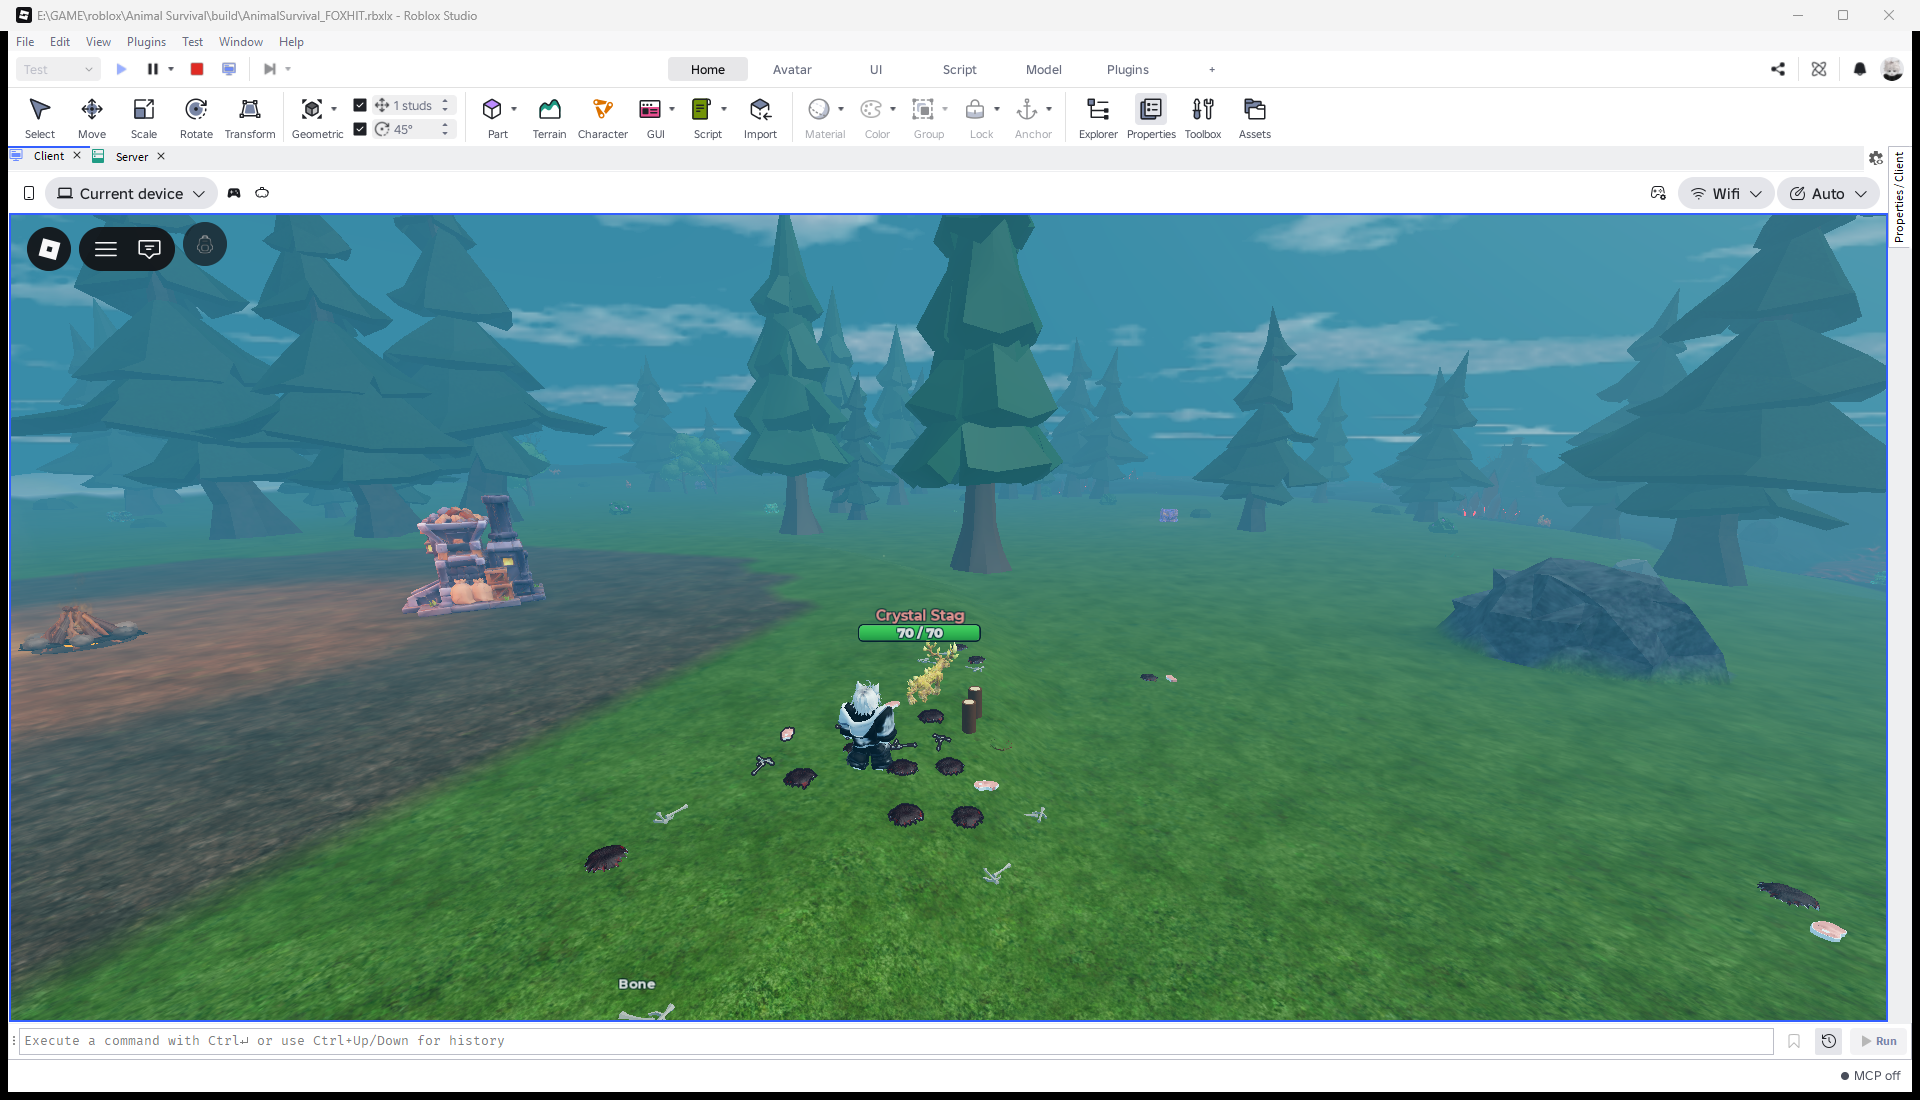 E:\GAME\roblox\Animal Survival\build\AnimalSurvival_FOXHIT.rbxlx - Roblox Studio
File Edit View Plugins Test Window Help
Test
Home Avatar UI Script Model Plugins +
Select Move Scale Rotate Transform Geometric 1 studs 45° Part Terrain Character GUI Script Import Material Color Group Lock Anchor Explorer Properties Toolbox Assets
Client Server
Current device Wifi Auto
Properties / Client
Crystal Stag
70 / 70
Bone
Execute a command with Ctrl↵ or use Ctrl+Up/Down for history
Run
MCP off